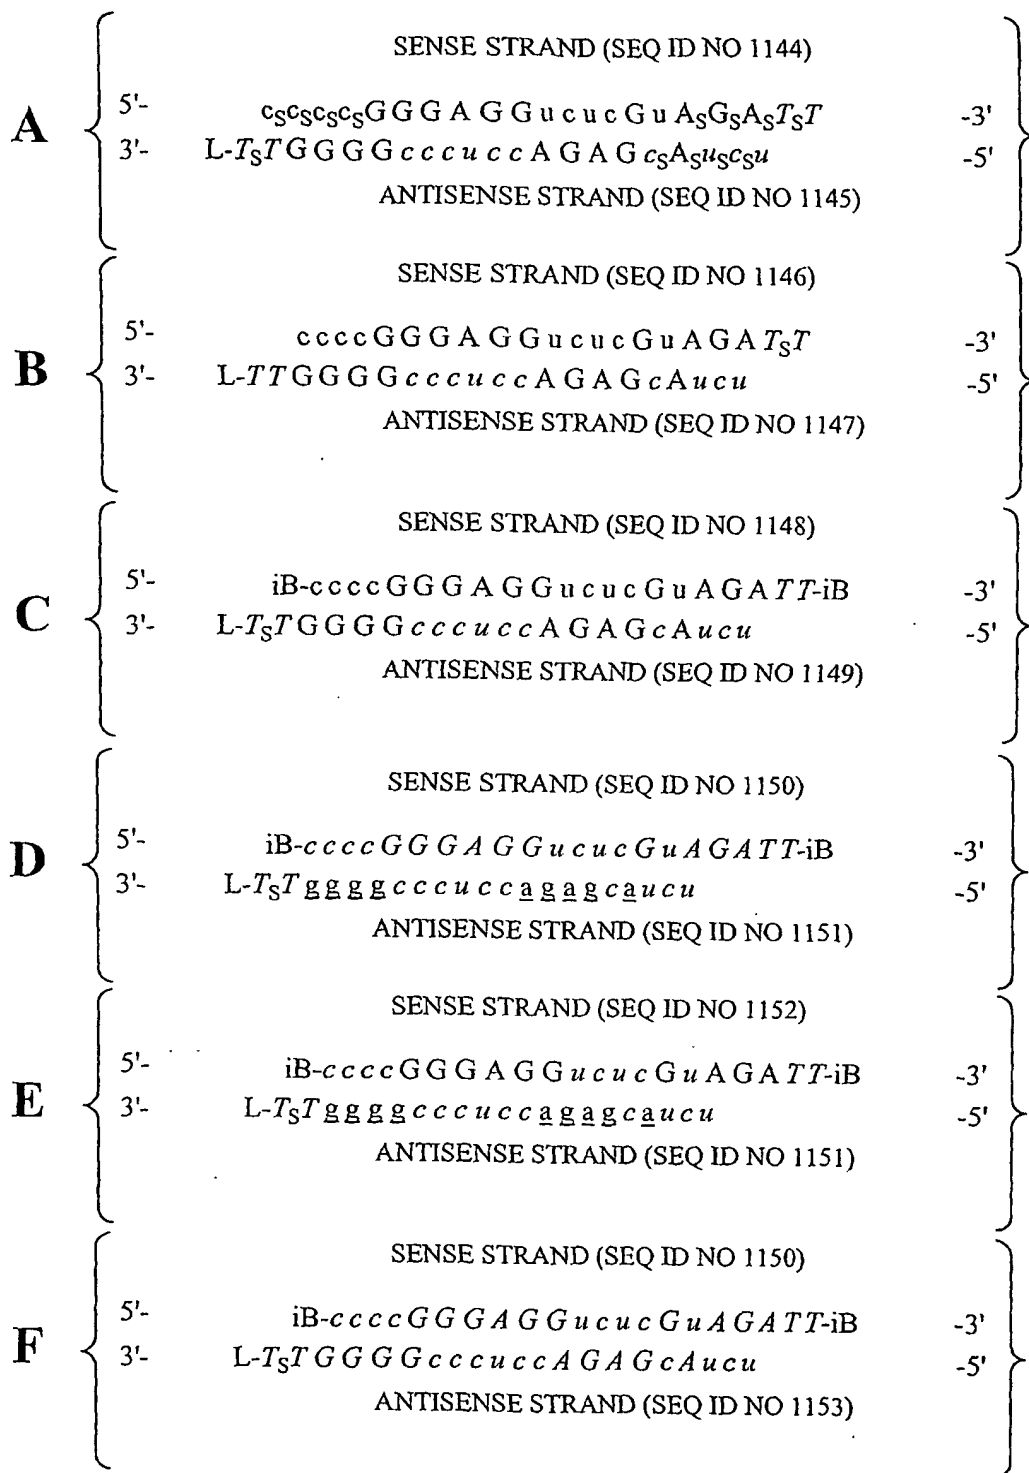 SENSE STRAND (SEQ ID NO 1144)
A
5'- cScScScSGGGAGGucucGuASGSASTST -3'
3'- L-TSTGGGGcccuccAGAGcSASuScSu -5'
ANTISENSE STRAND (SEQ ID NO 1145)
SENSE STRAND (SEQ ID NO 1146)
B
5'- ccccGGGAGGucucGuAGATST -3'
3'- L-TTGGGGcccuccAGAGcAucu -5'
ANTISENSE STRAND (SEQ ID NO 1147)
SENSE STRAND (SEQ ID NO 1148)
C
5'- iB-ccccGGGAGGucucGuAGATT-iB -3'
3'- L-TSTGGGGcccuccAGAGcAucu -5'
ANTISENSE STRAND (SEQ ID NO 1149)
SENSE STRAND (SEQ ID NO 1150)
D
5'- iB-ccccGGGAGGucucGuAGATT-iB -3'
3'- L-TSTggggcccuccagagcaucu -5'
ANTISENSE STRAND (SEQ ID NO 1151)
SENSE STRAND (SEQ ID NO 1152)
E
5'- iB-ccccGGGAGGucucGuAGATT-iB -3'
3'- L-TSTggggcccuccagagcaucu -5'
ANTISENSE STRAND (SEQ ID NO 1151)
SENSE STRAND (SEQ ID NO 1150)
F
5'- iB-ccccGGGAGGucucGuAGATT-iB -3'
3'- L-TSTGGGGcccuccAGAGcAucu -5'
ANTISENSE STRAND (SEQ ID NO 1153)